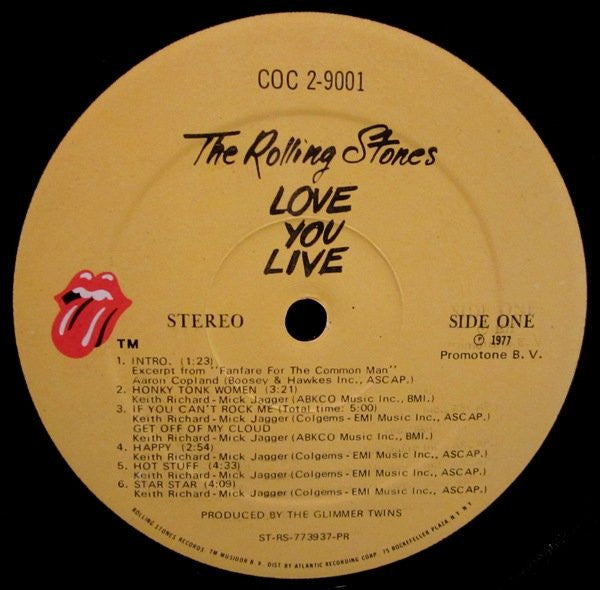 COC 2-9001
The Rolling Stones
LOVE
YOU
LIVE
TM
STEREO
SIDE ONE
℗ 1977
Promotone B. V.
1. INTRO. (1:23)
Excerpt from "Fanfare For The Common Man"
Aaron Copland (Boosey & Hawkes Inc., ASCAP.)
2. HONKY TONK WOMEN (3:21)
Keith Richard - Mick Jagger (ABKCO Music Inc., BMI.)
3. IF YOU CAN'T ROCK ME (Total time: 5:00)
Keith Richard - Mick Jagger (Colgems - EMI Music Inc., ASCAP.)
GET OFF OF MY CLOUD
Keith Richard - Mick Jagger (ABKCO Music Inc., BMI.)
4. HAPPY (2:54)
Keith Richard - Mick Jagger (Colgems - EMI Music Inc., ASCAP.)
5. HOT STUFF (4:33)
Keith Richard - Mick Jagger (Colgems - EMI Music Inc., ASCAP.)
6. STAR STAR (4:09)
Keith Richard - Mick Jagger (Colgems - EMI Music Inc., ASCAP.)
PRODUCED BY THE GLIMMER TWINS
ST-RS-773937-PR
ROLLING STONES RECORDS. TM MUSIDOR B.V. DIST BY ATLANTIC RECORDING CORP. 75 ROCKEFELLER PLAZA, N.Y. N.Y.